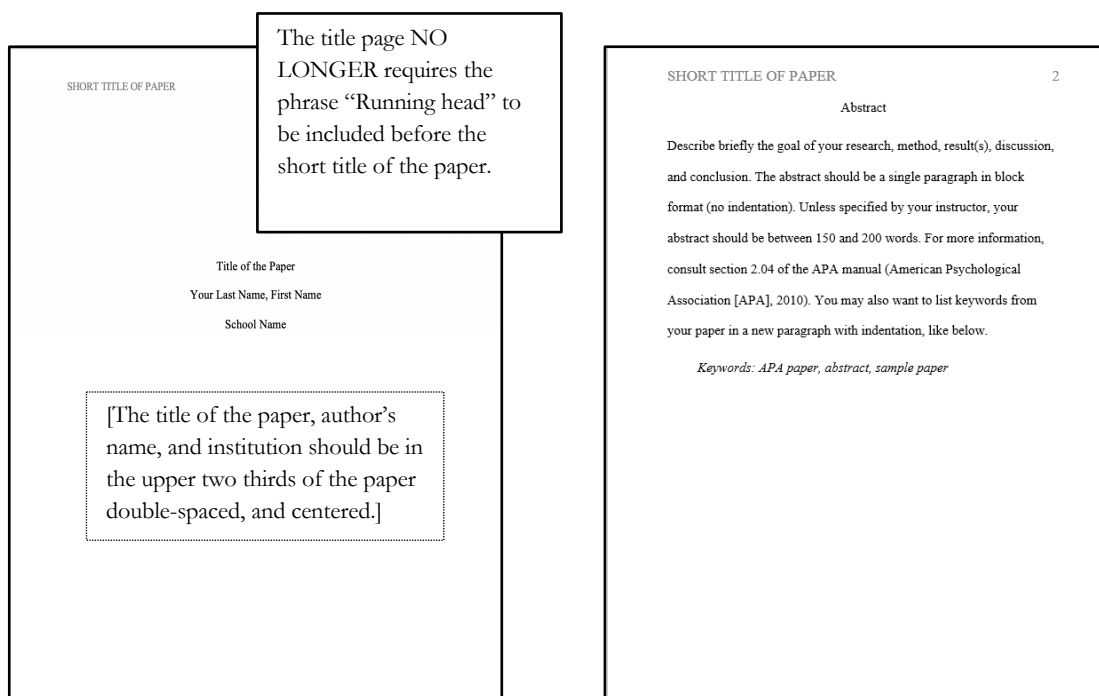 SHORT TITLE OF PAPER
The title page NO
LONGER requires the
phrase “Running head” to
be included before the
short title of the paper.
Title of the Paper
Your Last Name, First Name
School Name
[The title of the paper, author’s
name, and institution should be in
the upper two thirds of the paper
double-spaced, and centered.]
SHORT TITLE OF PAPER 2
Abstract
Describe briefly the goal of your research, method, result(s), discussion,
and conclusion. The abstract should be a single paragraph in block
format (no indentation). Unless specified by your instructor, your
abstract should be between 150 and 200 words. For more information,
consult section 2.04 of the APA manual (American Psychological
Association [APA], 2010). You may also want to list keywords from
your paper in a new paragraph with indentation, like below.
Keywords: APA paper, abstract, sample paper